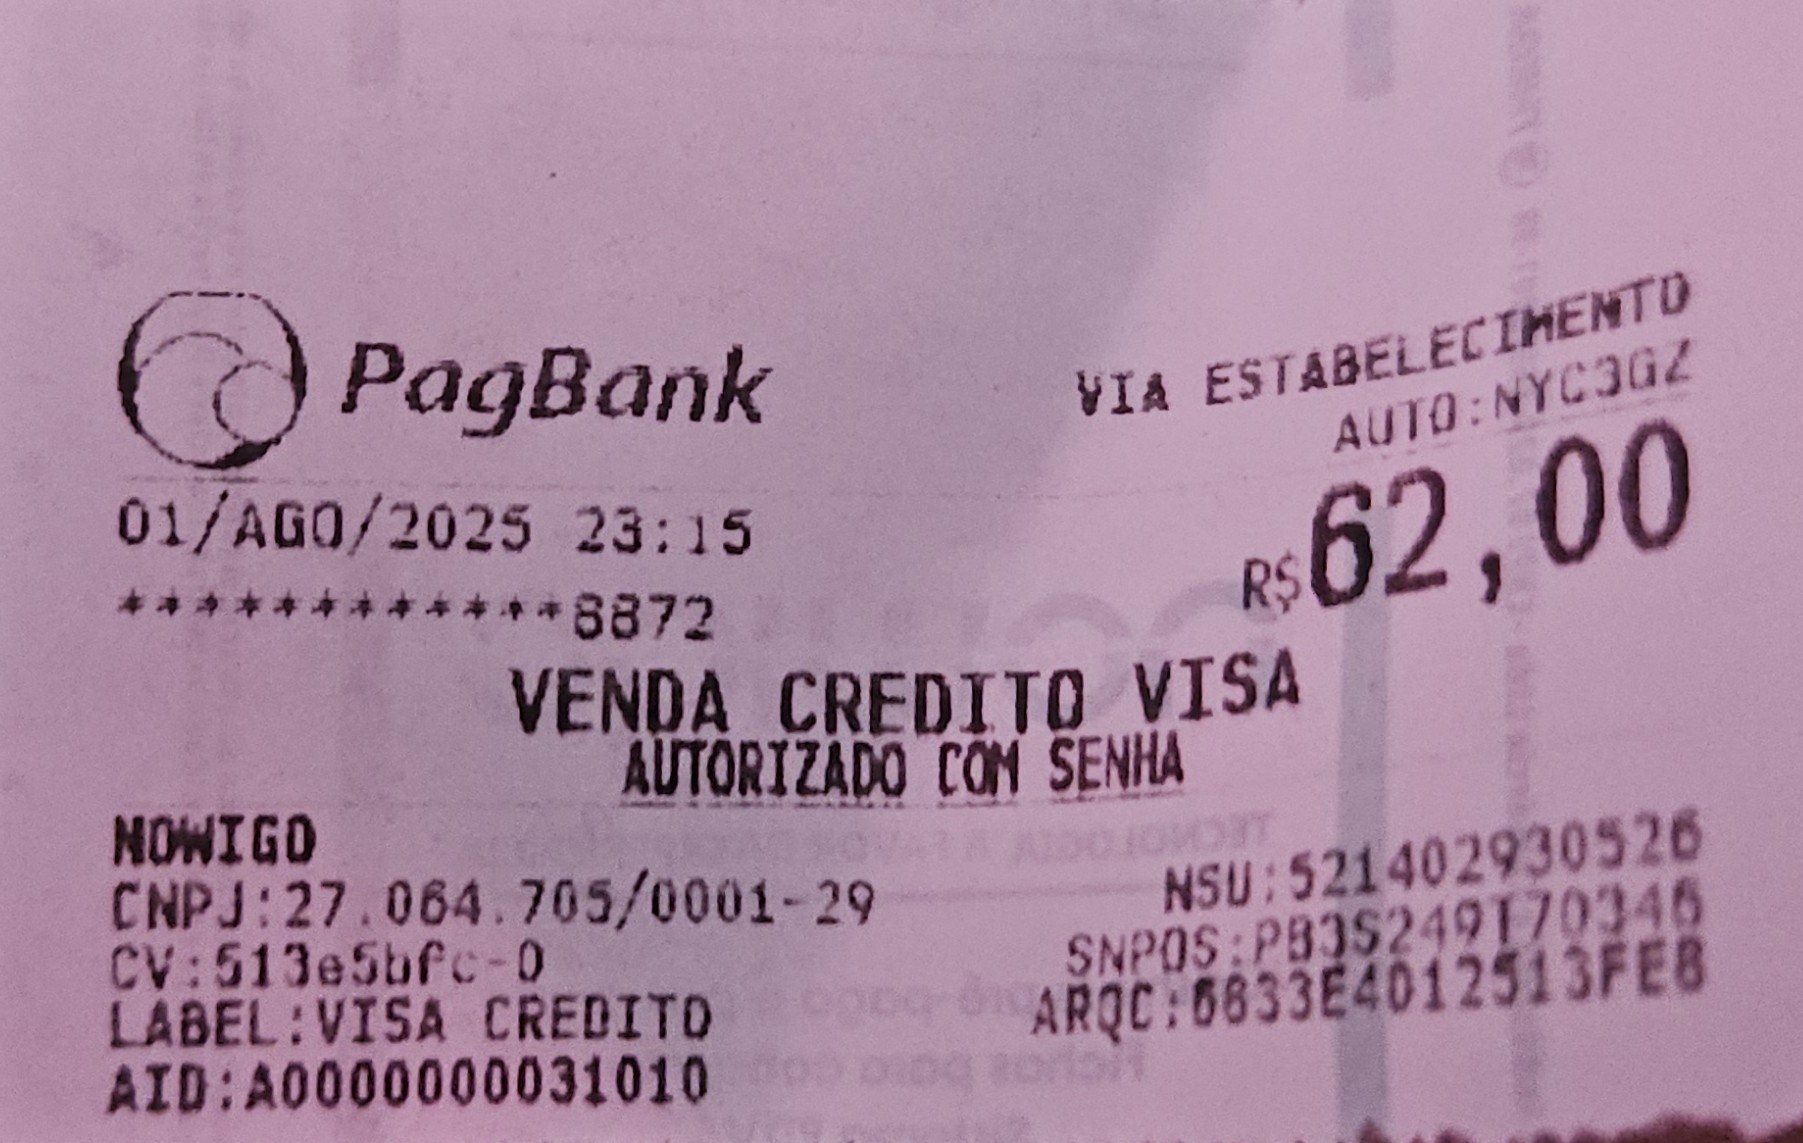 PagBank
VIA ESTABELECIMENTO
AUTO:NYC3GZ
01/AGO/2025 23:15
R$62,00
************8872
VENDA CREDITO VISA
AUTORIZADO COM SENHA
NOWIGO
CNPJ:27.064.705/0001-29
NSU:521402930526
CV:513e5bfc-0
SNPOS:PB3S249T70346
LABEL:VISA CREDITO
ARQC:6633E4012513FEB
AID:A0000000031010